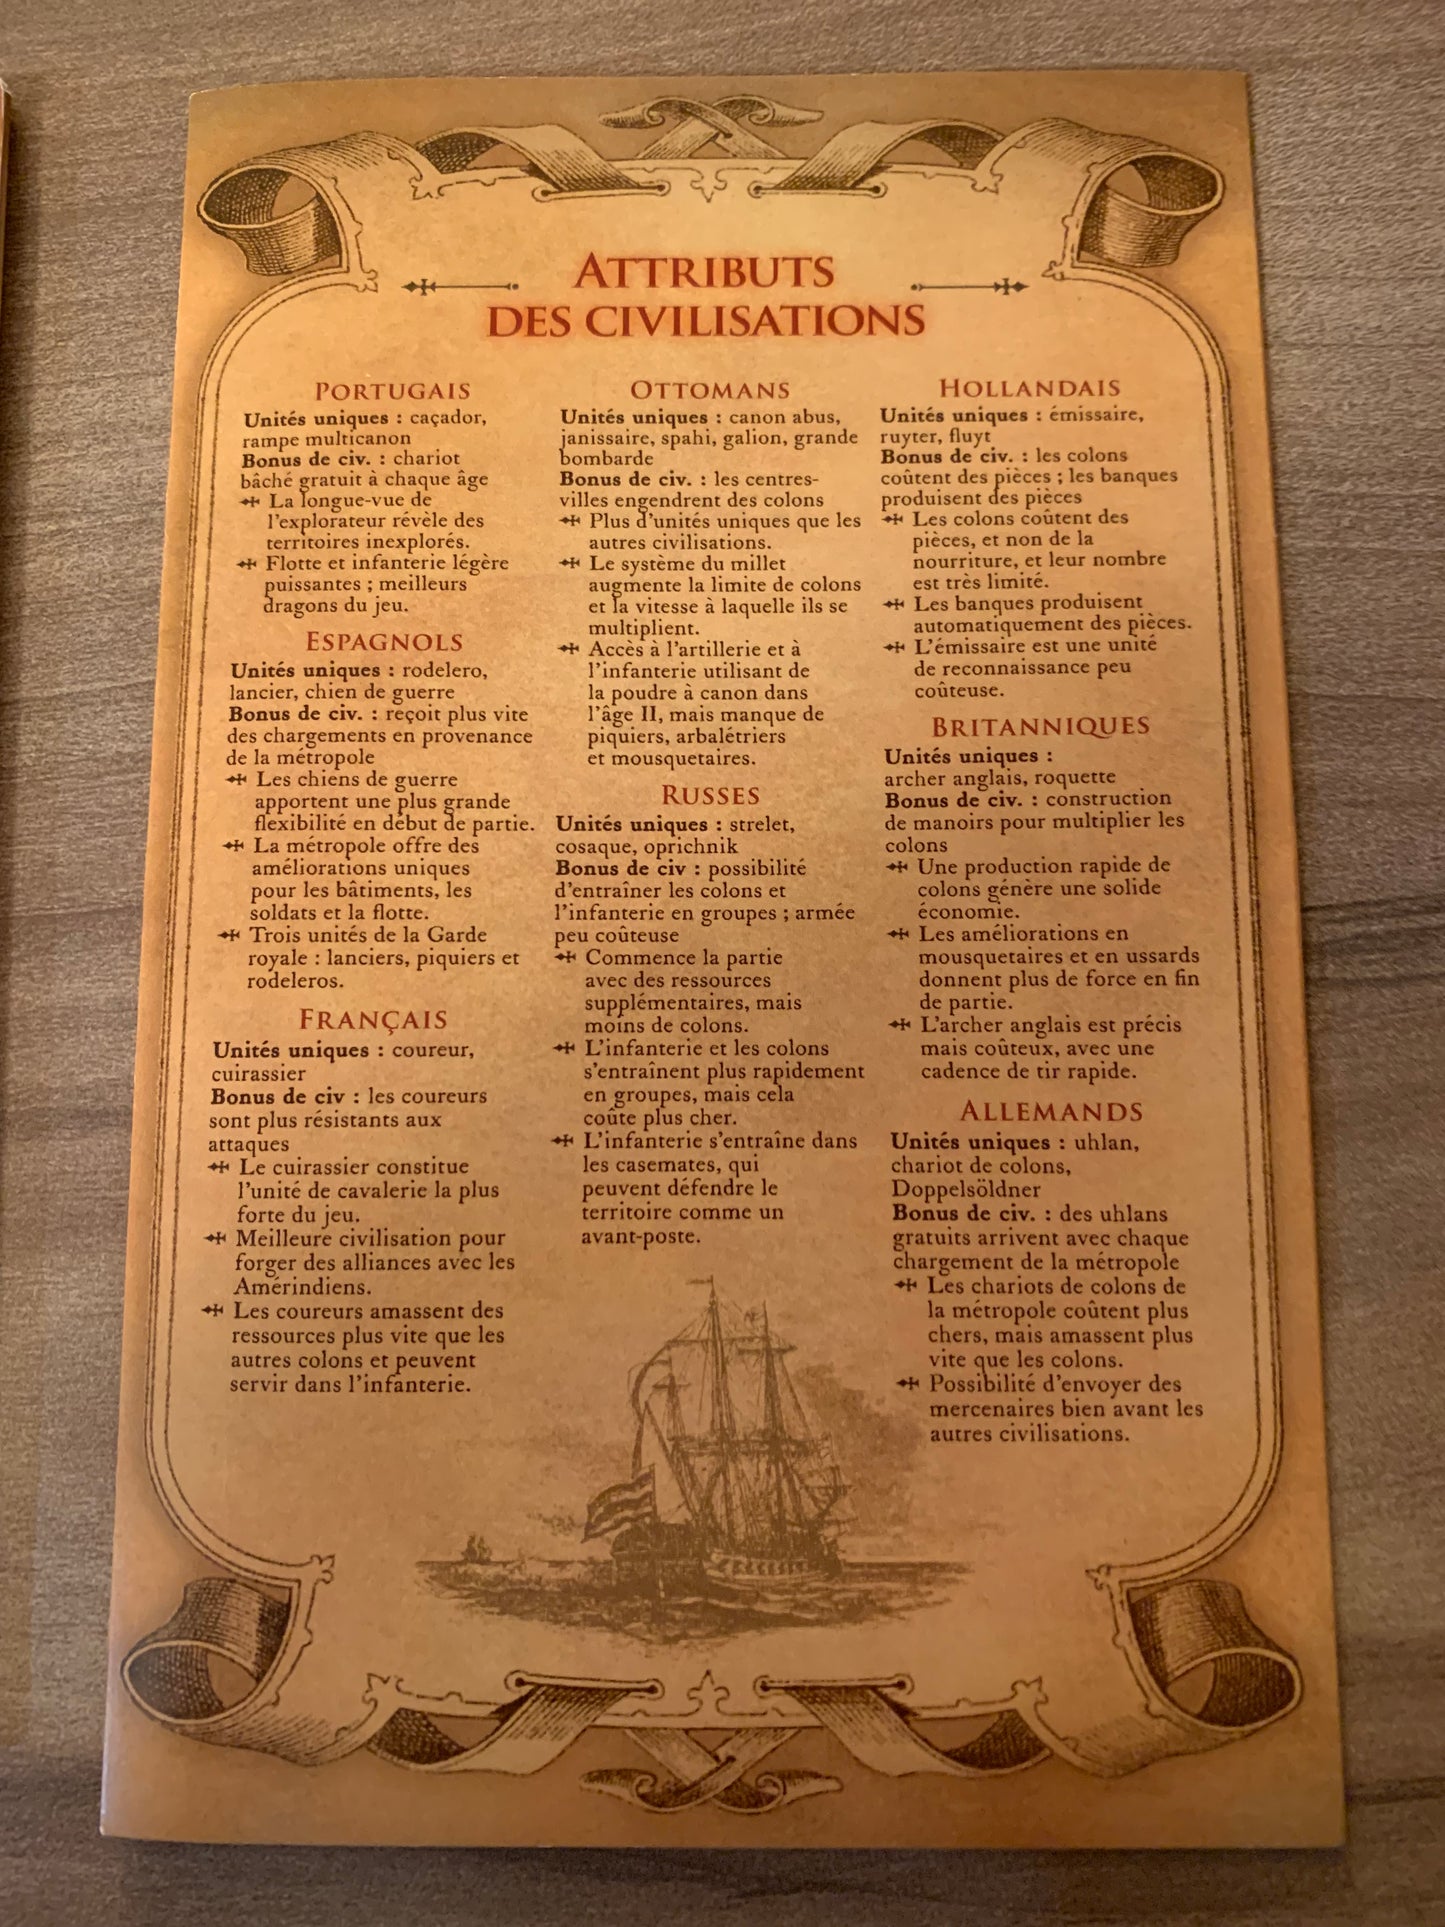 ATTRIBUTS
DES CIVILISATIONS
PORTUGAIS
Unités uniques : caçador,
rampe multicanon
Bonus de civ. : chariot
bâché gratuit à chaque âge
La longue-vue de
l'explorateur révèle des
territoires inexplorés.
Flotte et infanterie légère
puissantes ; meilleurs
dragons du jeu.
ESPAGNOLS
Unités uniques : rodelero,
lancier, chien de guerre
Bonus de civ. : reçoit plus vite
des chargements en provenance
de la métropole
Les chiens de guerre
apportent une plus grande
flexibilité en début de partie.
La métropole offre des
améliorations uniques
pour les bâtiments, les
soldats et la flotte.
Trois unités de la Garde
royale : lanciers, piquiers et
rodeleros.
FRANÇAIS
Unités uniques : coureur,
cuirassier
Bonus de civ : les coureurs
sont plus résistants aux
attaques
Le cuirassier constitue
l'unité de cavalerie la plus
forte du jeu.
Meilleure civilisation pour
forger des alliances avec les
Amérindiens.
Les coureurs amassent des
ressources plus vite que les
autres colons et peuvent
servir dans l'infanterie.
OTTOMANS
Unités uniques : canon abus,
janissaire, spahi, galion, grande
bombarde
Bonus de civ. : les centres-
villes engendrent des colons
Plus d'unités uniques que les
autres civilisations.
Le système du millet
augmente la limite de colons
et la vitesse à laquelle ils se
multiplient.
Accès à l'artillerie et à
l'infanterie utilisant de
la poudre à canon dans
l'âge II, mais manque de
piquiers, arbalétriers
et mousquetaires.
RUSSES
Unités uniques : strelet,
cosaque, oprichnik
Bonus de civ : possibilité
d'entraîner les colons et
l'infanterie en groupes ; armée
peu coûteuse
Commence la partie
avec des ressources
supplémentaires, mais
moins de colons.
L'infanterie et les colons
s'entraînent plus rapidement
en groupes, mais cela
coûte plus cher.
L'infanterie s'entraîne dans
les casemates, qui
peuvent défendre le
territoire comme un
avant-poste.
HOLLANDAIS
Unités uniques : émissaire,
ruyter, fluyt
Bonus de civ. : les colons
coûtent des pièces ; les banques
produisent des pièces
Les colons coûtent des
pièces, et non de la
nourriture, et leur nombre
est très limité.
Les banques produisent
automatiquement des pièces.
L'émissaire est une unité
de reconnaissance peu
coûteuse.
BRITANNIQUES
Unités uniques :
archer anglais, roquette
Bonus de civ. : construction
de manoirs pour multiplier les
colons
Une production rapide de
colons génère une solide
économie.
Les améliorations en
mousquetaires et en ussards
donnent plus de force en fin
de partie.
L'archer anglais est précis
mais coûteux, avec une
cadence de tir rapide.
ALLEMANDS
Unités uniques : uhlan,
chariot de colons,
Doppelsöldner
Bonus de civ. : des uhlans
gratuits arrivent avec chaque
chargement de la métropole
Les chariots de colons de
la métropole coûtent plus
chers, mais amassent plus
vite que les colons.
Possibilité d'envoyer des
mercenaires bien avant les
autres civilisations.